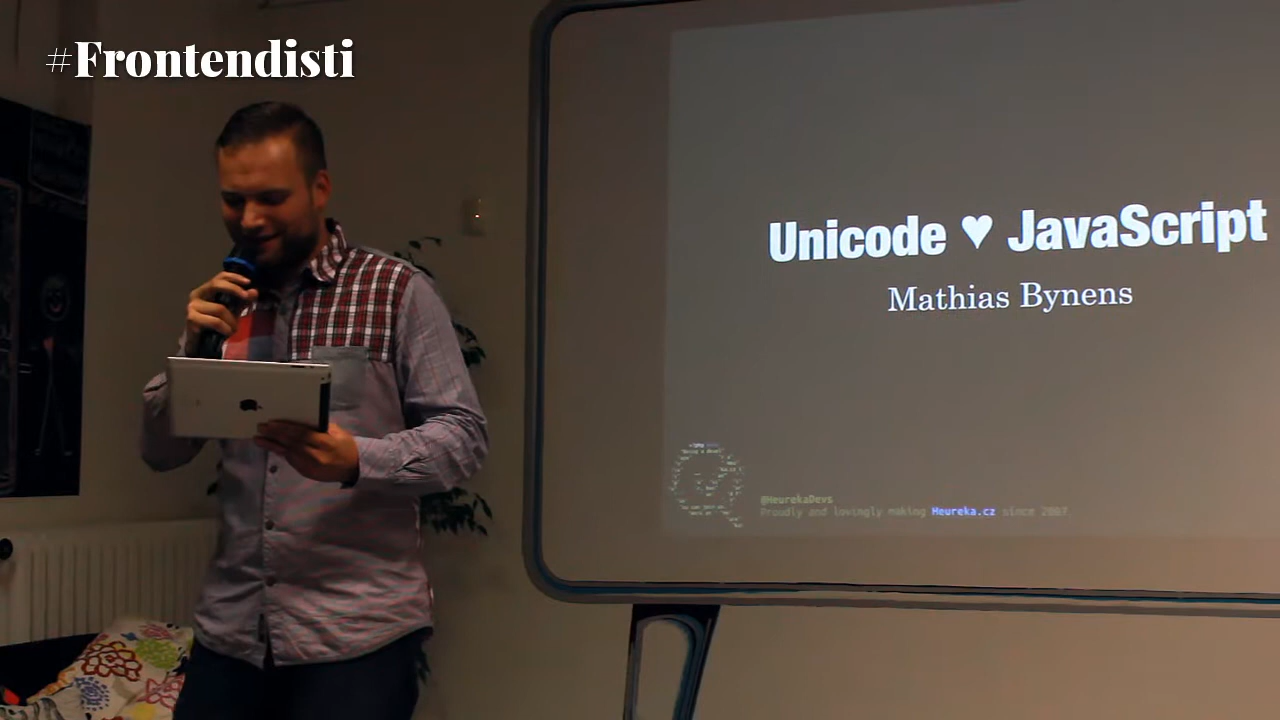 #Frontendisti
Unicode ♥ JavaScript
Mathias Bynens
@HeurekaDevs
Proudly and lovingly making Heureka.cz since 2007